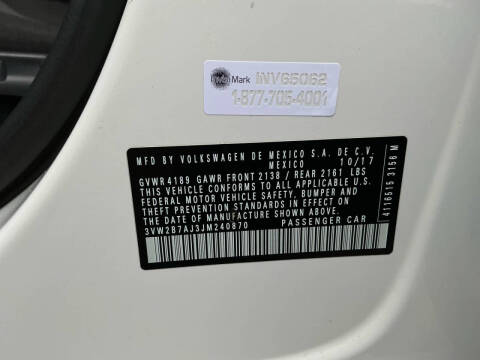 Mark INVG5062
1-877-705-4001
MFD BY VOLKSWAGEN DE MEXICO S.A. DE C.V.
MEXICO 10/17
GVWR 4189 GAWR FRONT 2138 / REAR 2161 LBS
THIS VEHICLE CONFORMS TO ALL APPLICABLE U.S.
FEDERAL MOTOR VEHICLE SAFETY, BUMPER AND
THEFT PREVENTION STANDARDS IN EFFECT ON THE
DATE OF MANUFACTURE SHOWN ABOVE.
3VW2B7AJ3JM240870 PASSENGER CAR
4116515 3156 M